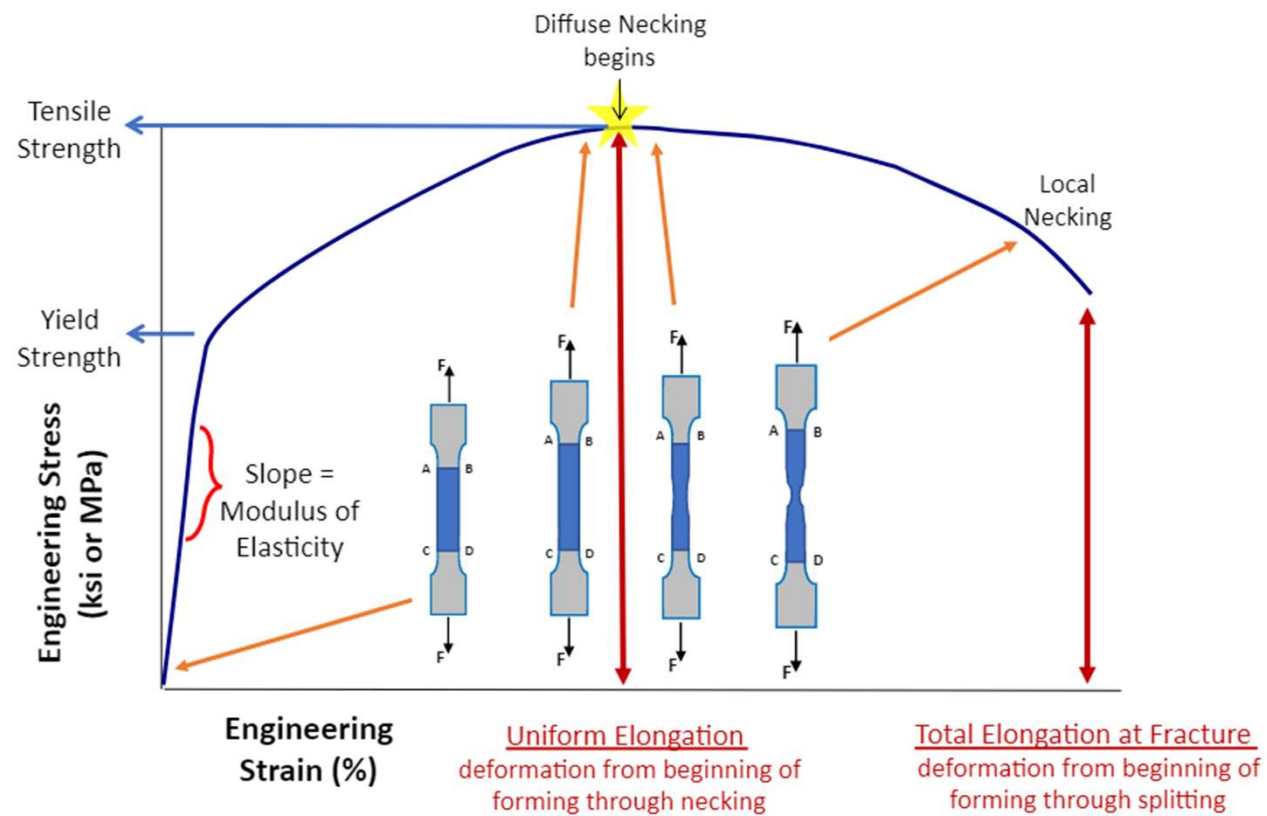 Diffuse Necking
begins
Tensile
Strength
Local
Necking
Yield
Strength
Engineering Stress
(ksi or MPa)
Slope =
Modulus of
Elasticity
F
A B
C D
F
F
A B
C D
F
F
A B
C D
F
F
A B
C D
F
Engineering
Strain (%)
Uniform Elongation
deformation from beginning of
forming through necking
Total Elongation at Fracture
deformation from beginning of
forming through splitting